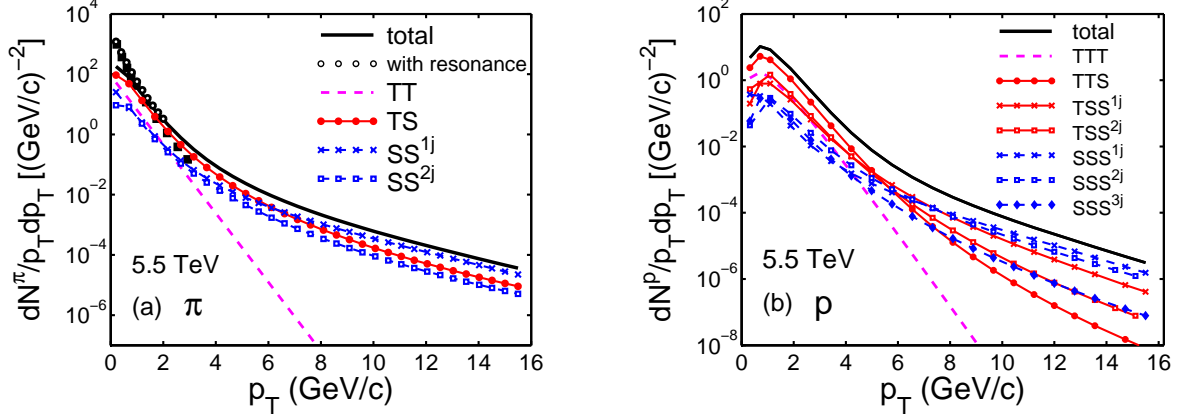 10^4
10^2
10^0
10^-2
10^-4
10^-6
dN^π/p_T dp_T [(GeV/c)^−2]
total
with resonance
TT
TS
SS^1j
SS^2j
5.5 TeV
(a) π
0 2 4 6 8 10 12 14 16
p_T (GeV/c)
10^2
10^0
10^-2
10^-4
10^-6
10^-8
dN^p/p_T dp_T [(GeV/c)^−2]
total
TTT
TTS
TSS^1j
TSS^2j
SSS^1j
SSS^2j
SSS^3j
5.5 TeV
(b) p
0 2 4 6 8 10 12 14 16
p_T (GeV/c)